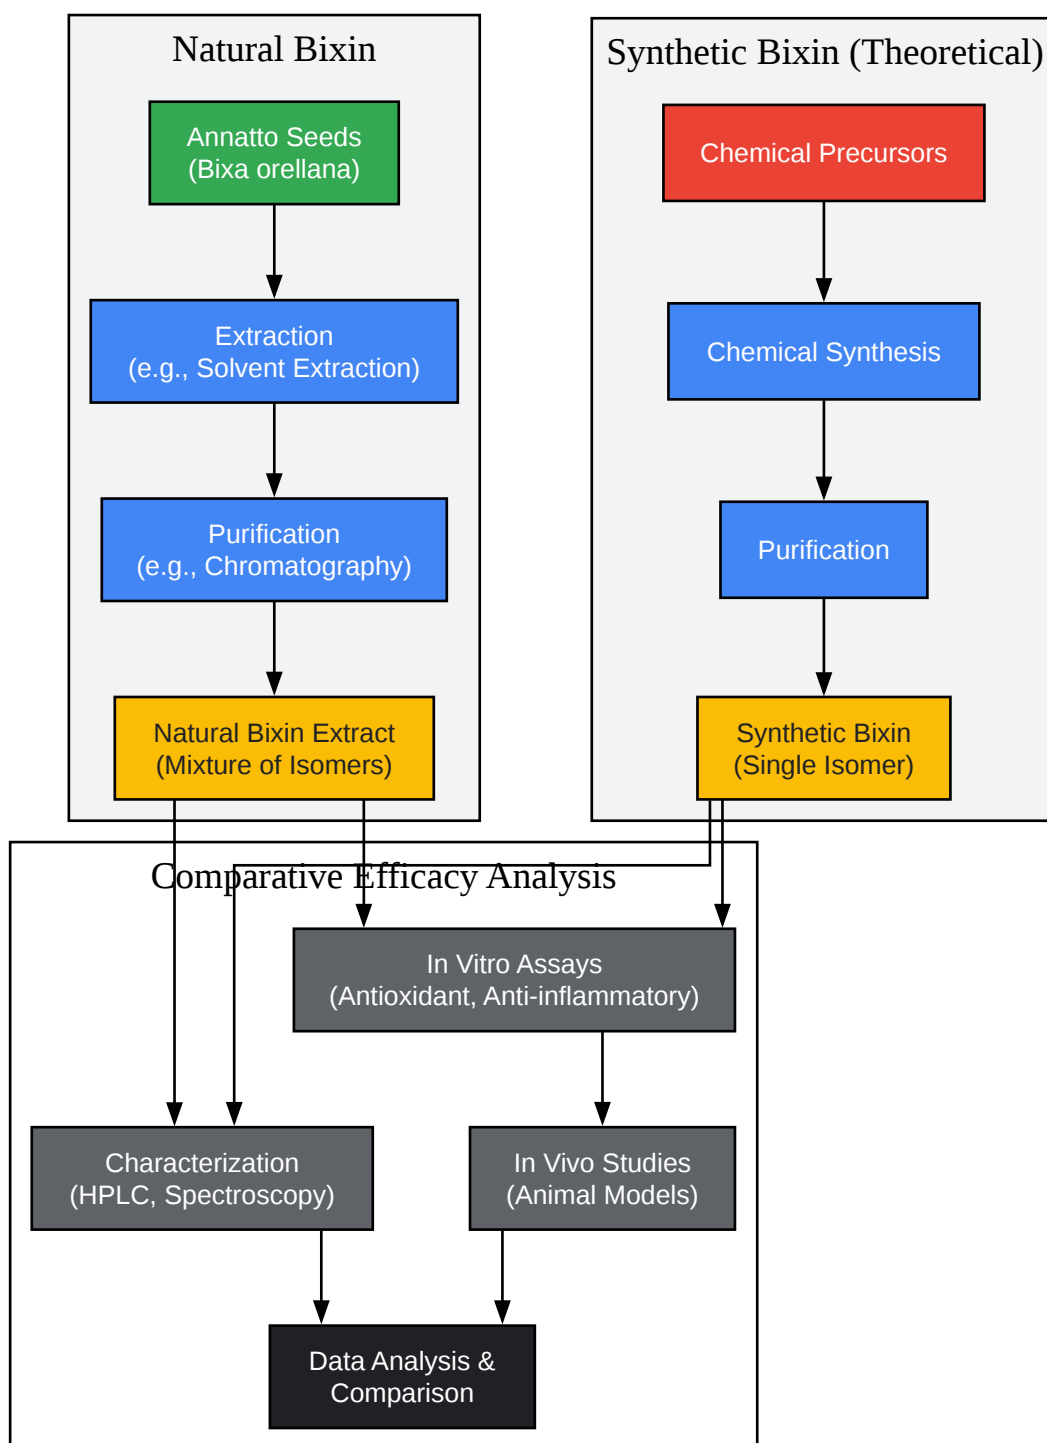 Natural Bixin
Annatto Seeds
(Bixa orellana)
Extraction
(e.g., Solvent Extraction)
Purification
(e.g., Chromatography)
Natural Bixin Extract
(Mixture of Isomers)
Synthetic Bixin (Theoretical)
Chemical Precursors
Chemical Synthesis
Purification
Synthetic Bixin
(Single Isomer)
Comparative Efficacy Analysis
In Vitro Assays
(Antioxidant, Anti-inflammatory)
Characterization
(HPLC, Spectroscopy)
In Vivo Studies
(Animal Models)
Data Analysis &
Comparison